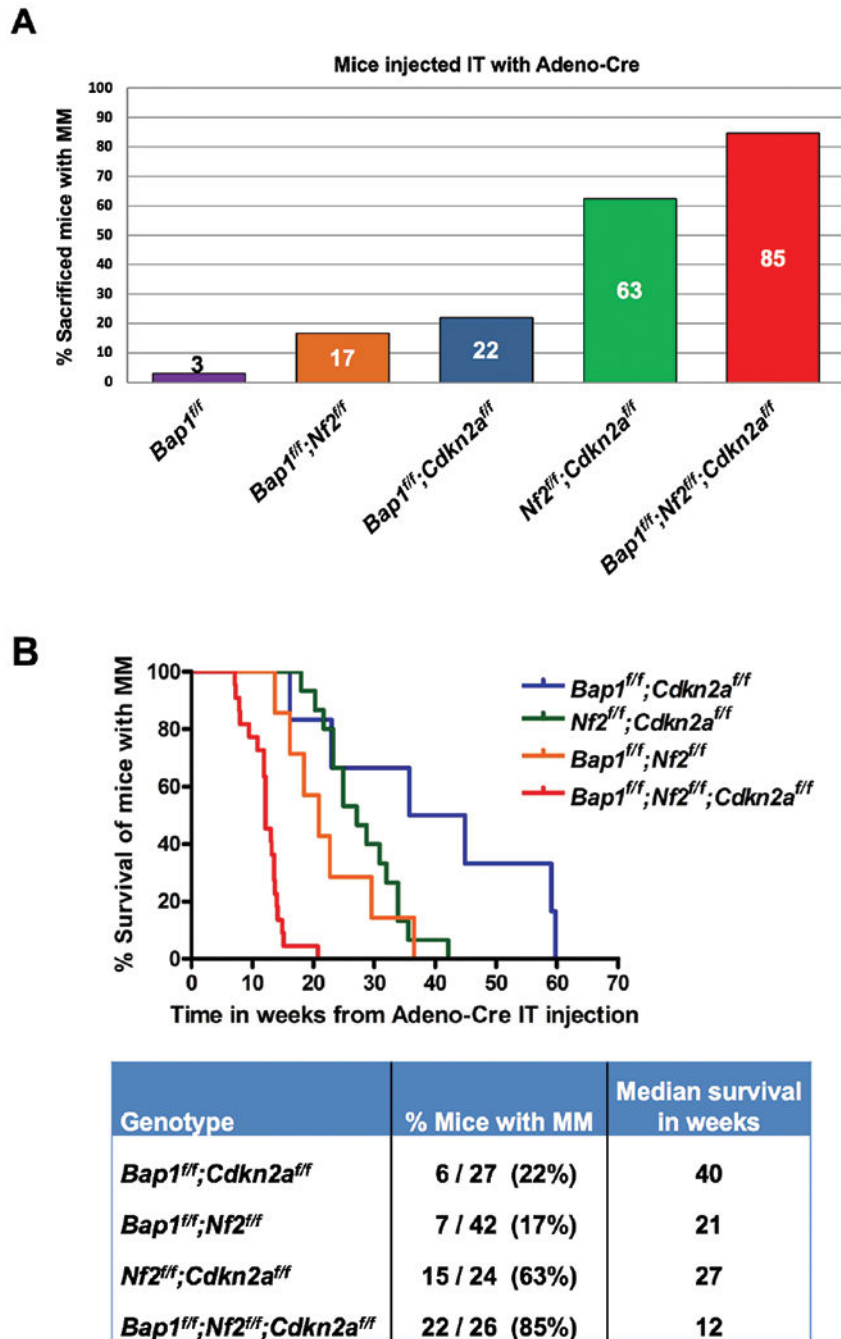 A
Mice injected IT with Adeno-Cre
% Sacrificed mice with MM
100
90
80
70
60
50
40
30
20
10
0
3
17
22
63
85
Bap1f/f
Bap1f/f;Nf2f/f
Bap1f/f;Cdkn2af/f
Nf2f/f;Cdkn2af/f
Bap1f/f;Nf2f/f;Cdkn2af/f
B
% Survival of mice with MM
100
80
60
40
20
0
0 10 20 30 40 50 60 70
Time in weeks from Adeno-Cre IT injection
Bap1f/f;Cdkn2af/f
Nf2f/f;Cdkn2af/f
Bap1f/f;Nf2f/f
Bap1f/f;Nf2f/f;Cdkn2af/f
Genotype % Mice with MM Median survival in weeks
Bap1f/f;Cdkn2af/f 6 / 27 (22%) 40
Bap1f/f;Nf2f/f 7 / 42 (17%) 21
Nf2f/f;Cdkn2af/f 15 / 24 (63%) 27
Bap1f/f;Nf2f/f;Cdkn2af/f 22 / 26 (85%) 12